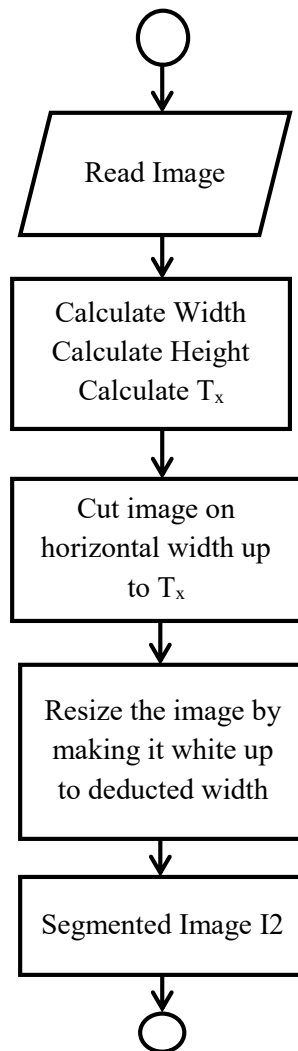 Read Image
Calculate Width
Calculate Height
Calculate Tₓ
Cut image on
horizontal width up
to Tₓ
Resize the image by
making it white up
to deducted width
Segmented Image I2